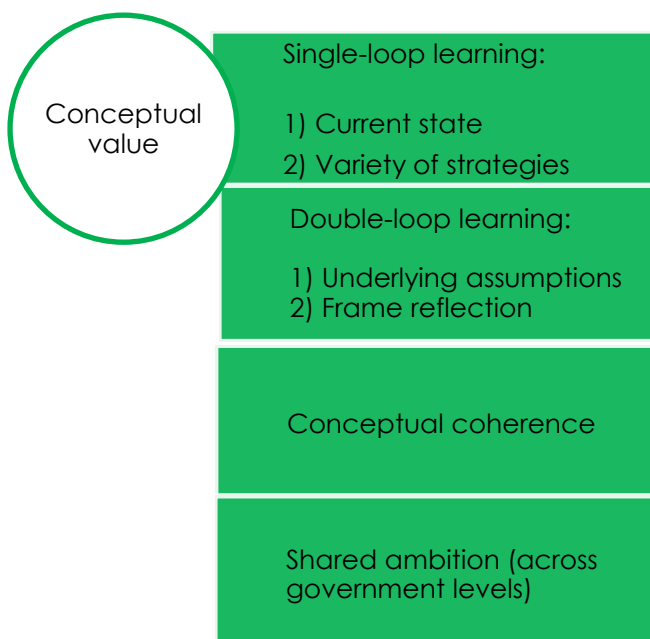 Conceptual
value
Single-loop learning:
1) Current state
2) Variety of strategies
Double-loop learning:
1) Underlying assumptions
2) Frame reflection
Conceptual coherence
Shared ambition (across
government levels)